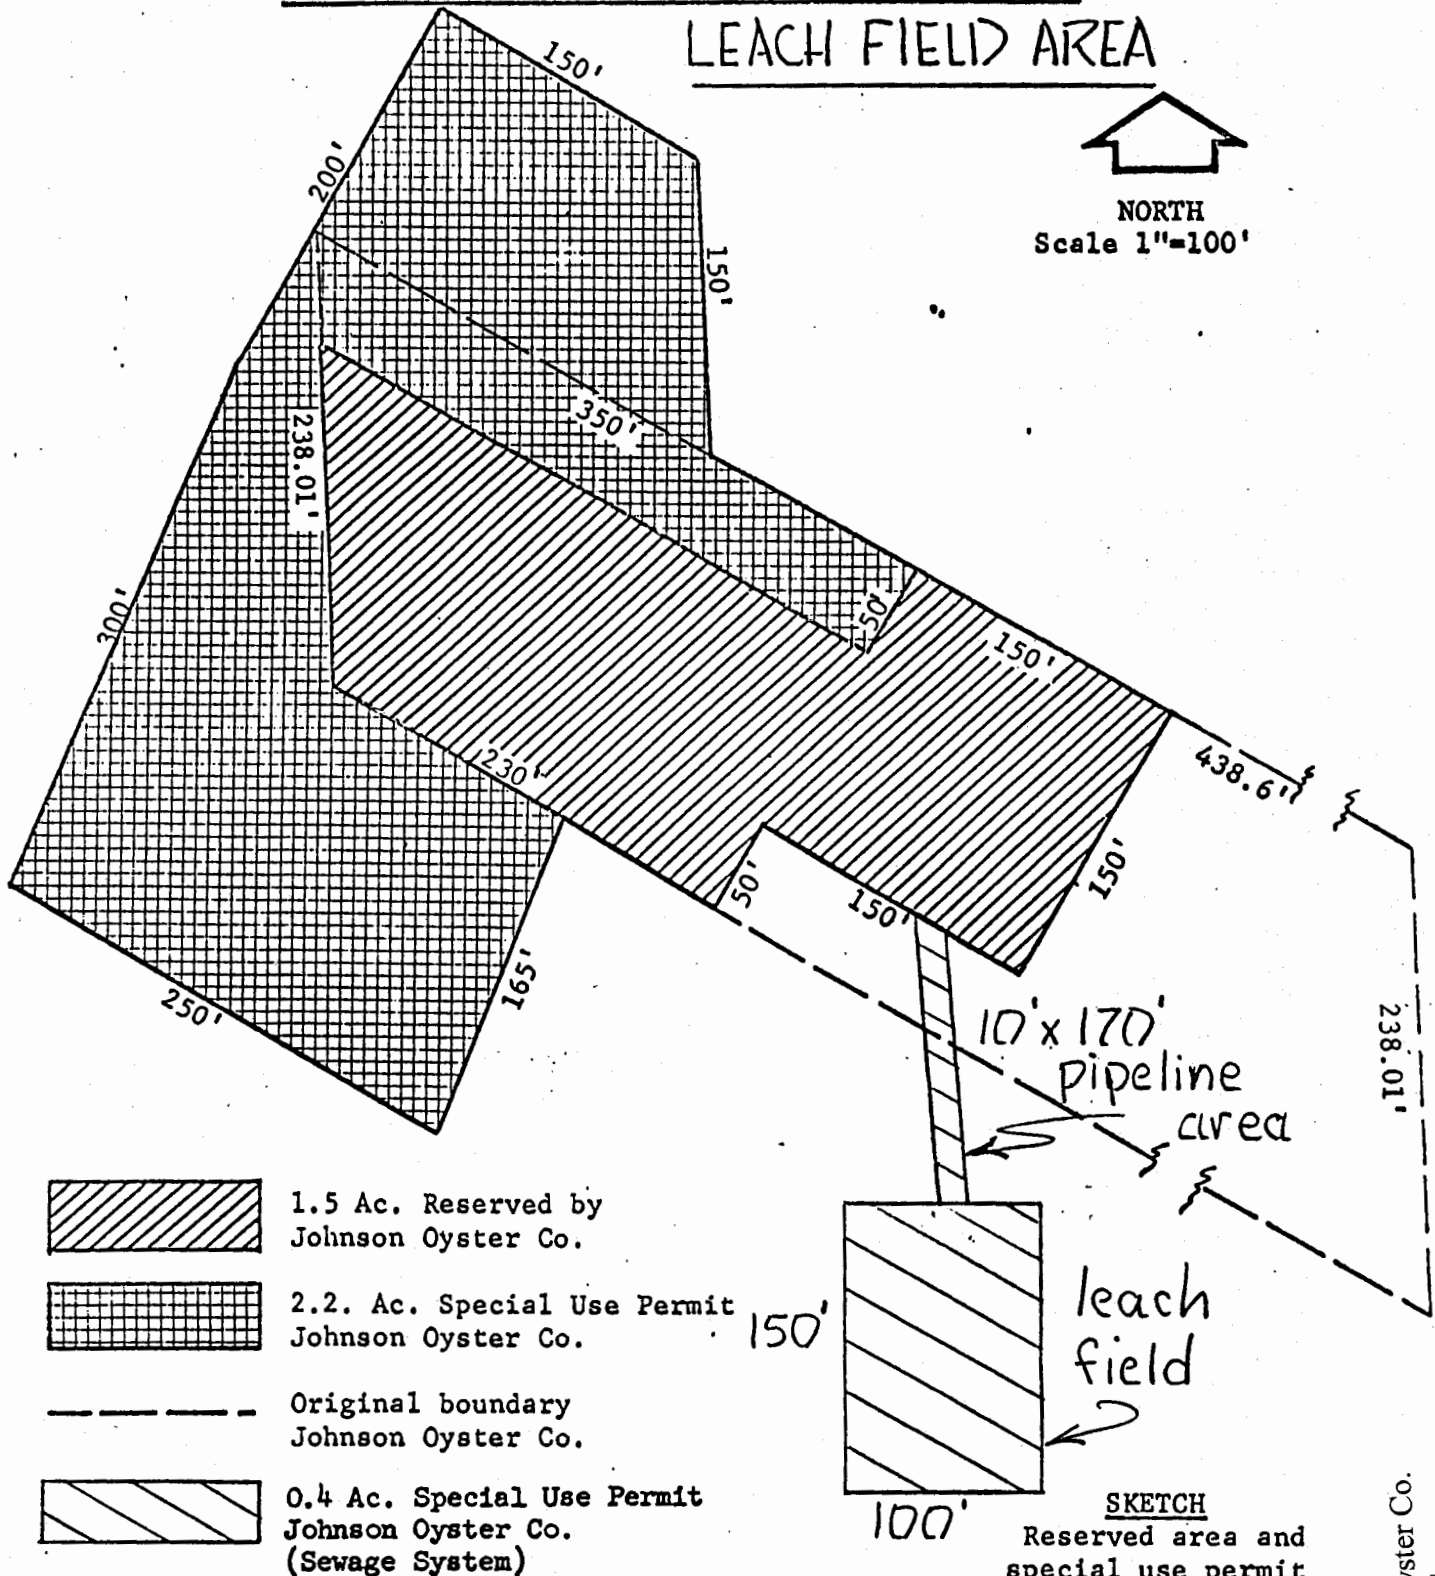 LEACH FIELD AREA
NORTH
Scale 1"=100'
150'
200'
150'
350'
238.01'
300'
50'
150'
438.6'
230'
50'
150'
150'
165'
250'
238.01'
10' x 170'
pipeline
area
1.5 Ac. Reserved by
Johnson Oyster Co.
2.2. Ac. Special Use Permit
Johnson Oyster Co.
Original boundary
Johnson Oyster Co.
0.4 Ac. Special Use Permit
Johnson Oyster Co.
(Sewage System)
150'
100'
leach
field
SKETCH
Reserved area and
special use permit
Co.